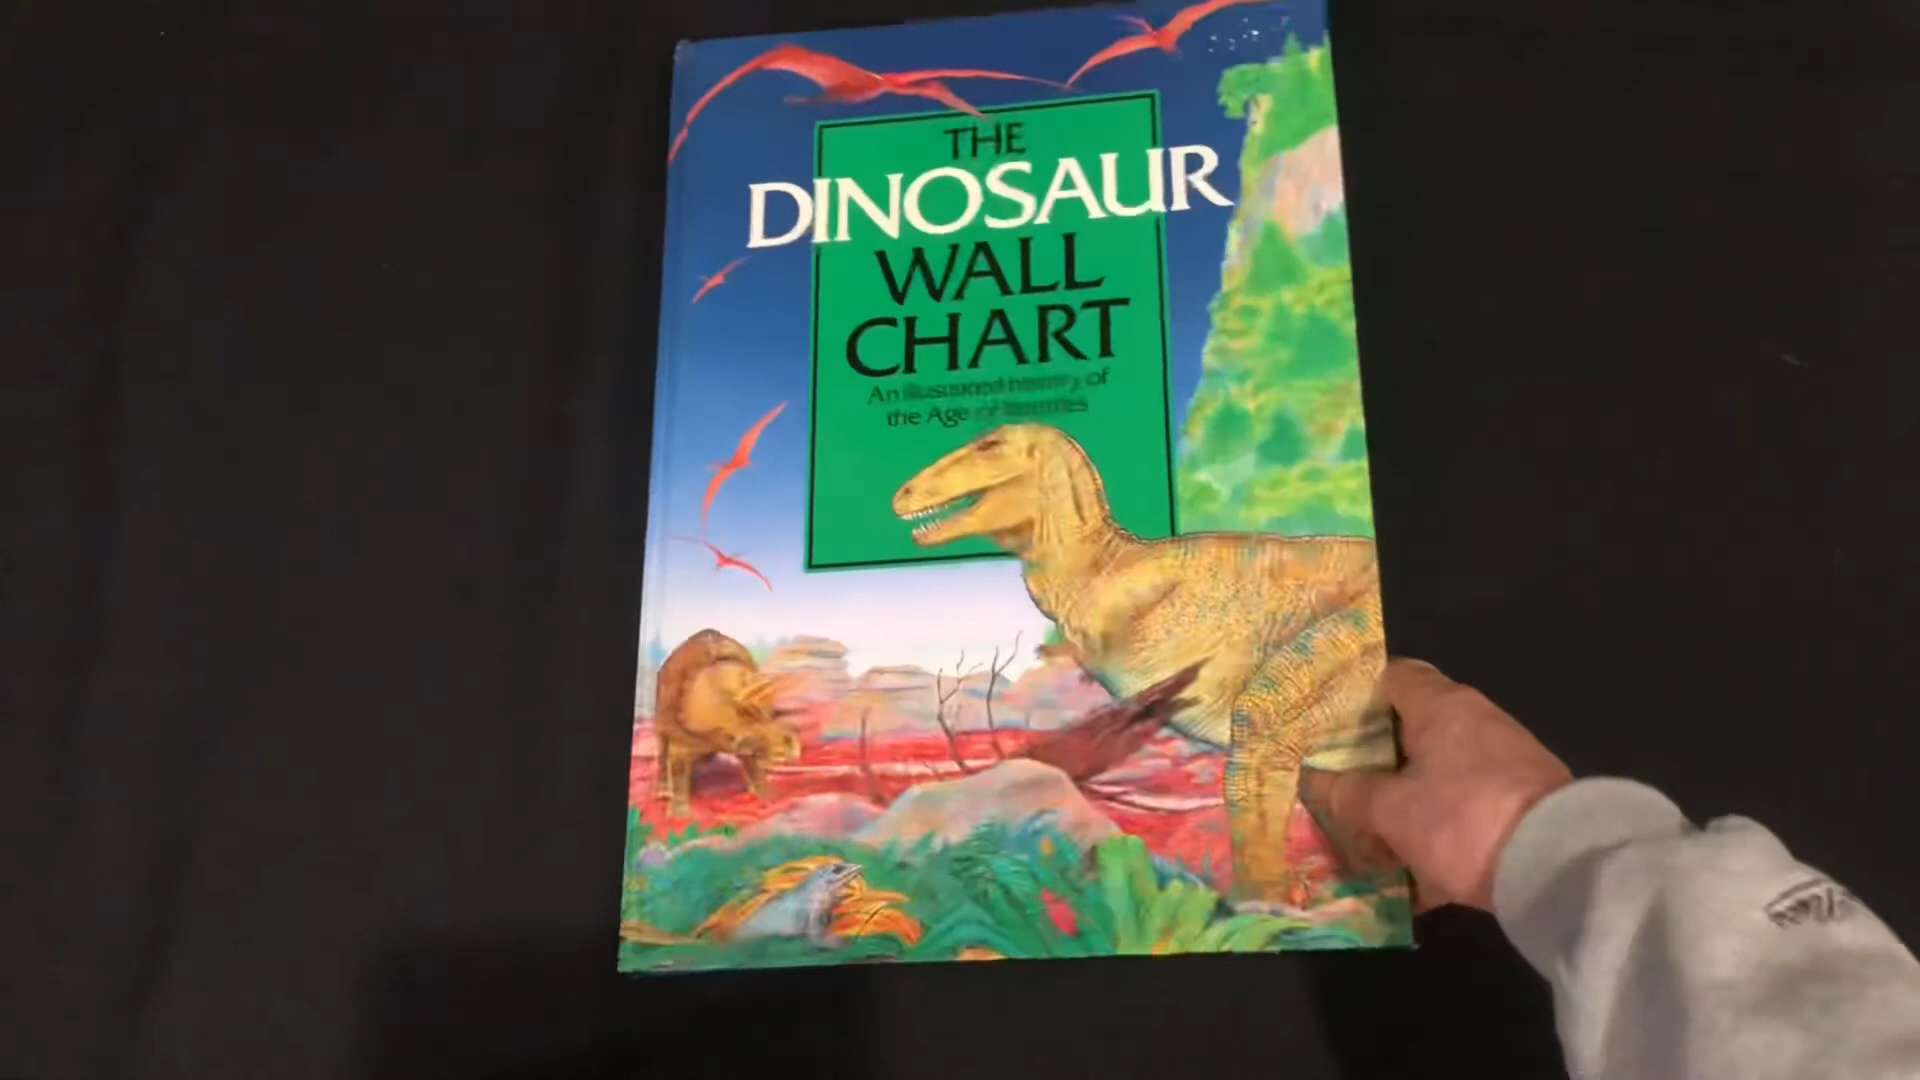 THE
DINOSAUR
WALL
CHART
An illustrated history of
the Age of